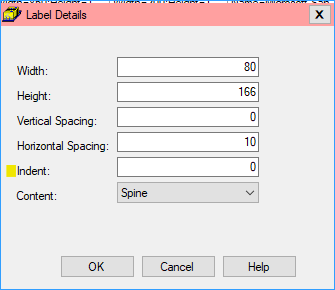 Label Details
X
Width: 80
Height: 166
Vertical Spacing: 0
Horizontal Spacing: 10
Indent: 0
Content: Spine
OK Cancel Help